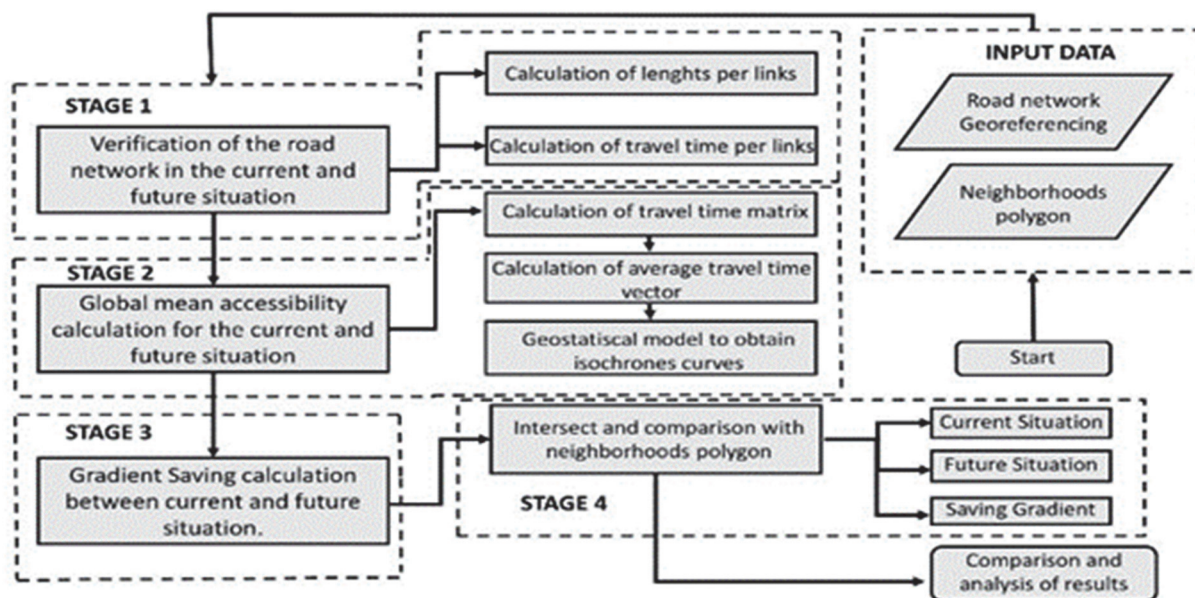 INPUT DATA
Road network
Georeferencing
Neighborhoods
polygon
Start
STAGE 1
Verification of the road
network in the current and
future situation
Calculation of lenghts per links
Calculation of travel time per links
STAGE 2
Global mean accessibility
calculation for the current and
future situation
Calculation of travel time matrix
Calculation of average travel time
vector
Geostatiscal model to obtain
isochrones curves
STAGE 3
Gradient Saving calculation
between current and future
situation.
Intersect and comparison with
neighborhoods polygon
STAGE 4
Current Situation
Future Situation
Saving Gradient
Comparison and
analysis of results